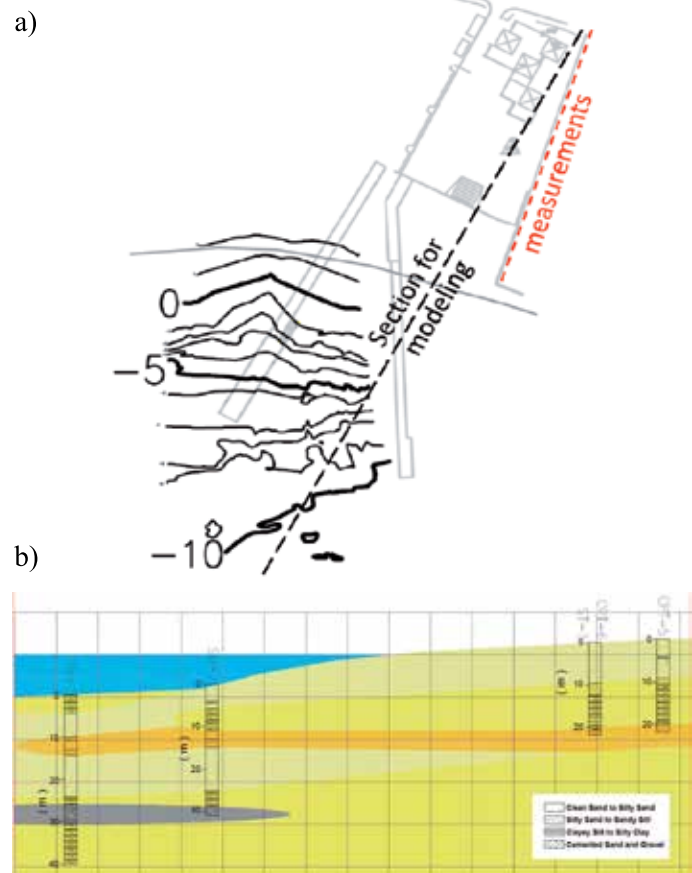 a)
measurements
Section for
modeling
0
-5
-10
b)
(m)
(m)
(m)
Clean Sand to Silty Sand
Silty Sand to Sandy Silt
Clayey Silt to Silty Clay
Cemented Sand and Gravel